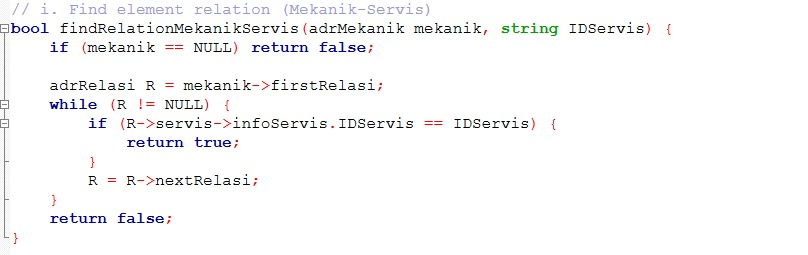 // i. Find element relation (Mekanik-Servis)
bool findRelationMekanikServis(adrMekanik mekanik, string IDServis) {
    if (mekanik == NULL) return false;

    adrRelasi R = mekanik->firstRelasi;
    while (R != NULL) {
        if (R->servis->infoServis.IDServis == IDServis) {
            return true;
        }
        R = R->nextRelasi;
    }
    return false;
}